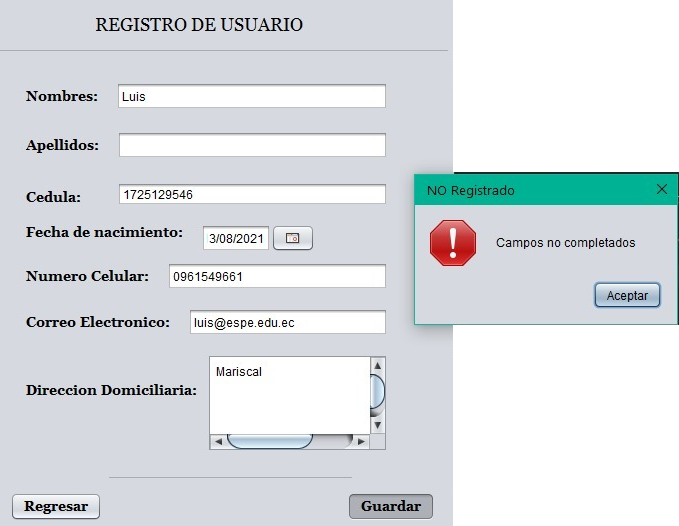 REGISTRO DE USUARIO
Nombres: Luis
Apellidos:
Cedula: 1725129546
NO Registrado
Fecha de nacimiento: 3/08/2021
Campos no completados
Numero Celular: 0961549661
Aceptar
Correo Electronico: luis@espe.edu.ec
Mariscal
Direccion Domiciliaria:
Regresar
Guardar